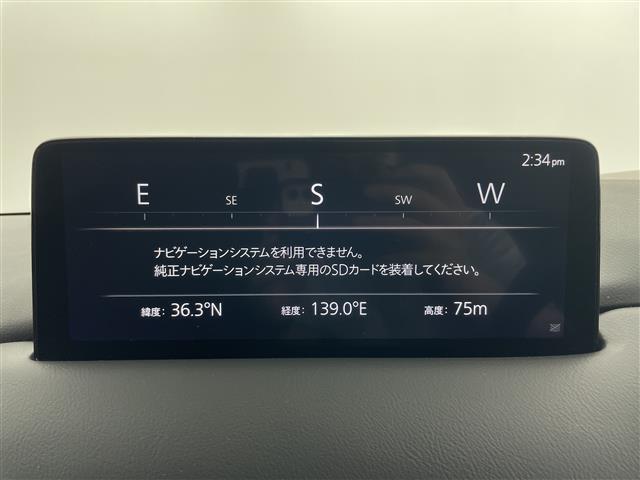 2:34pm
E SE S SW W
ナビゲーションシステムを利用できません。
純正ナビゲーションシステム専用のSDカードを装着してください。
緯度: 36.3°N 経度: 139.0°E 高度: 75m